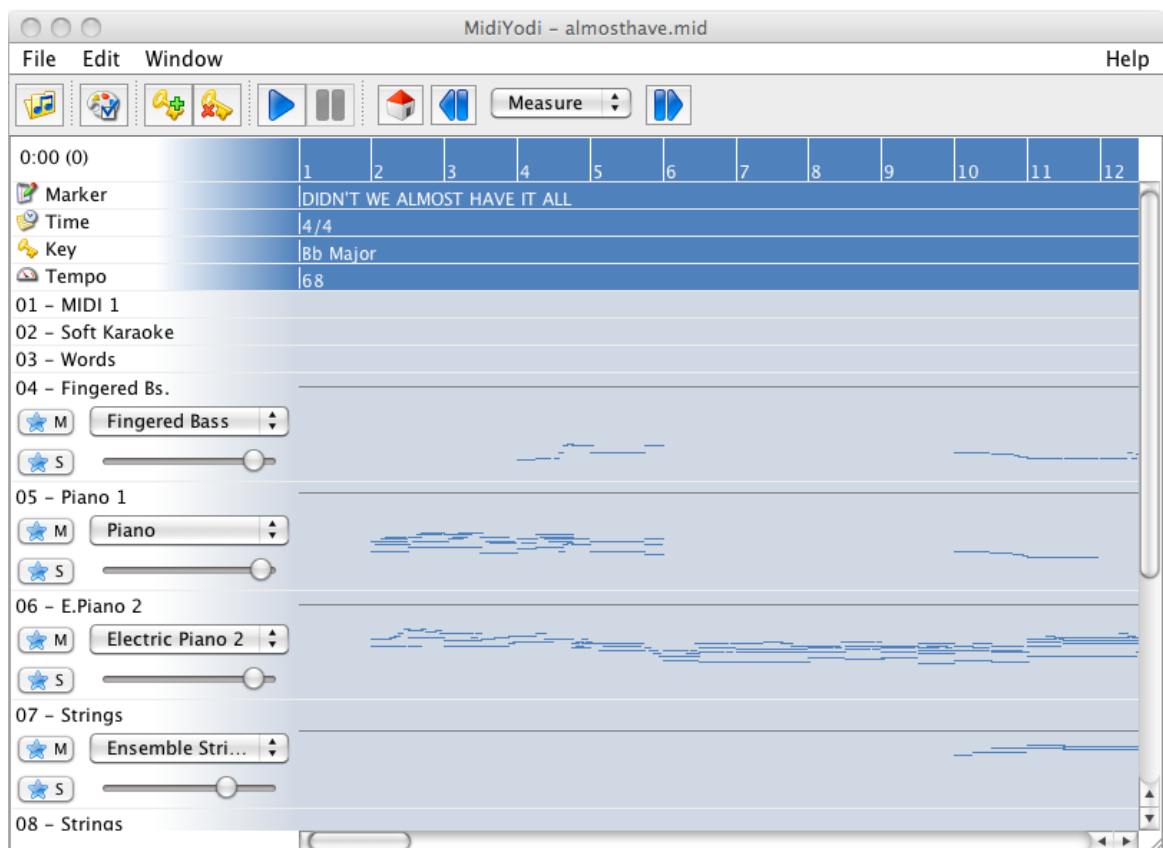 MidiYodi – almosthave.mid
File Edit Window Help
Measure
0:00 (0)
1 2 3 4 5 6 7 8 9 10 11 12
Marker DIDN'T WE ALMOST HAVE IT ALL
Time 4/4
Key Bb Major
Tempo 68
01 – MIDI 1
02 – Soft Karaoke
03 – Words
04 – Fingered Bs.
M Fingered Bass
S
05 – Piano 1
M Piano
S
06 – E.Piano 2
M Electric Piano 2
S
07 – Strings
M Ensemble Stri...
S
08 – Strings